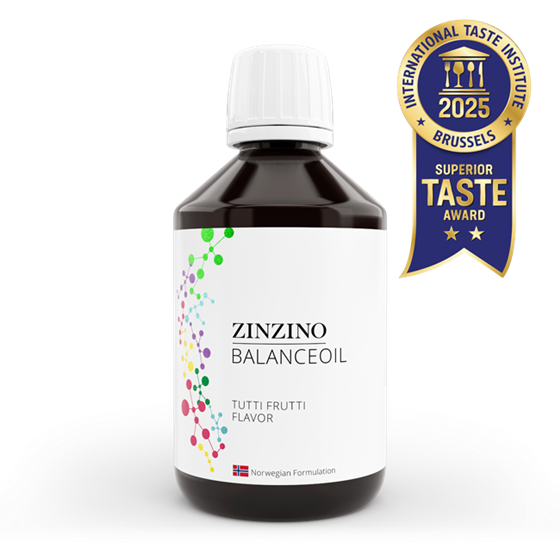 INTERNATIONAL TASTE INSTITUTE
2025
BRUSSELS
SUPERIOR
TASTE
AWARD
ZINZINO
BALANCEOIL
TUTTI FRUTTI
FLAVOR
Norwegian Formulation